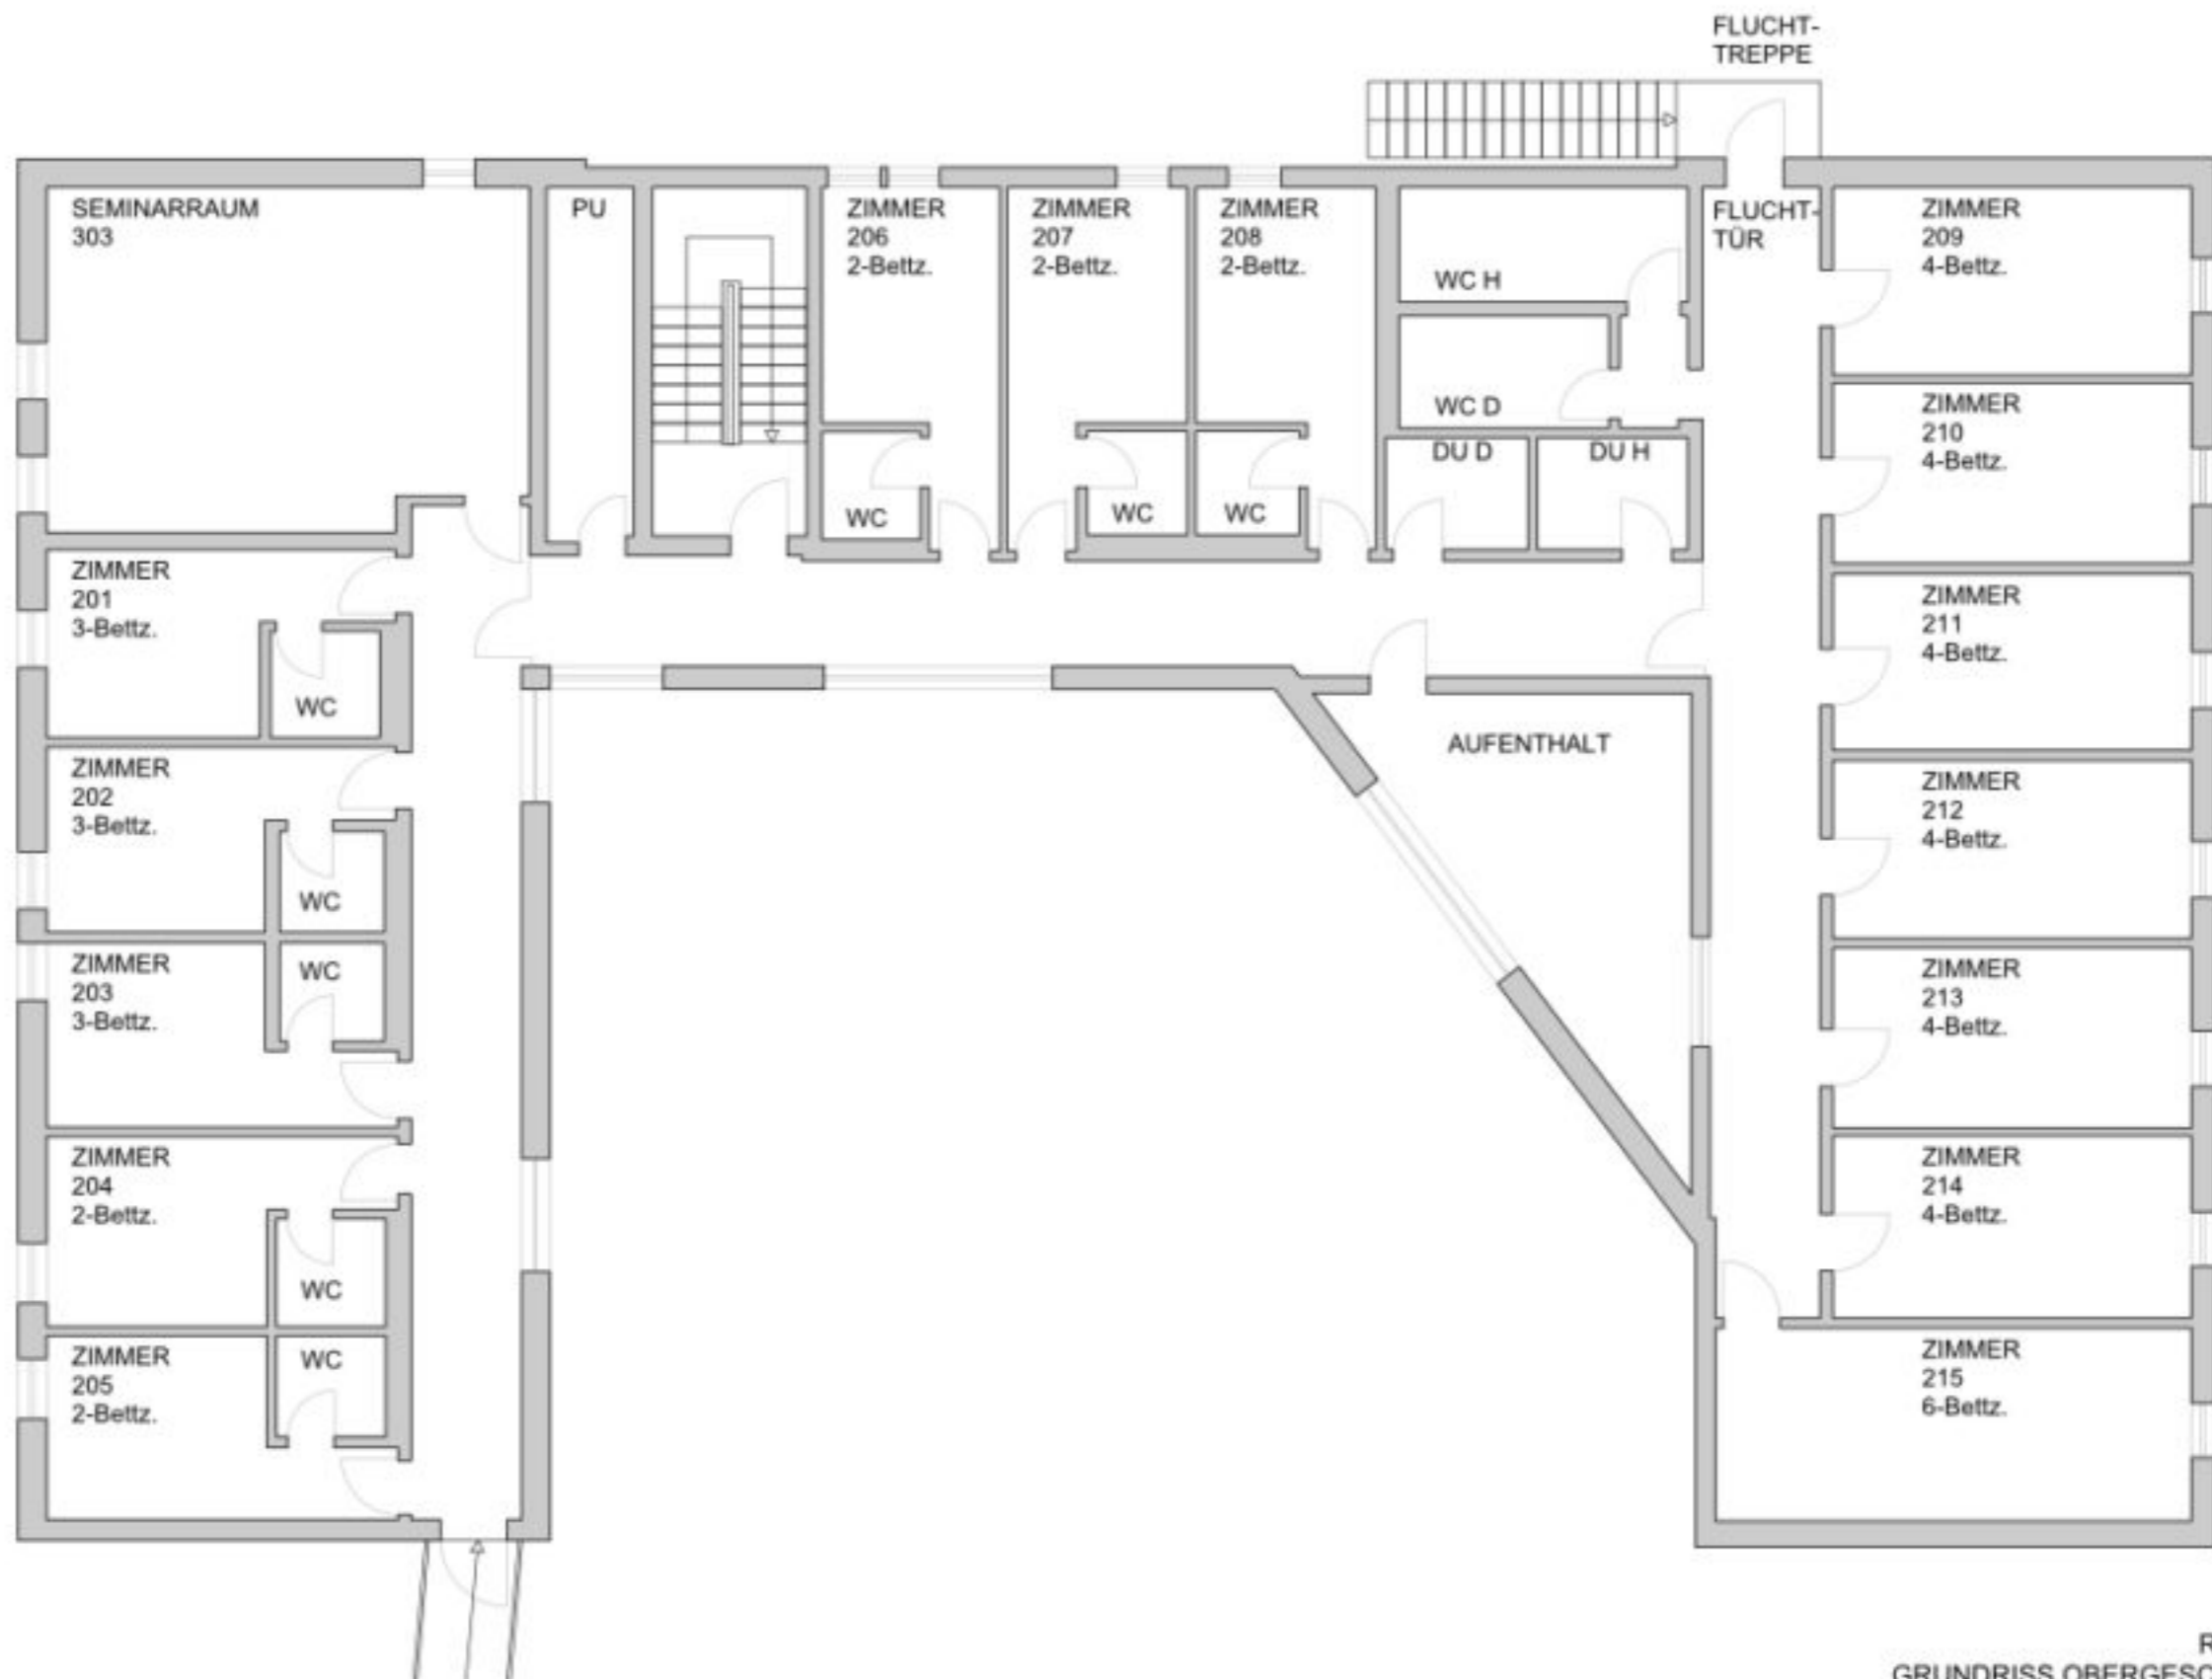 FLUCHT-
TREPPE
SEMINARRAUM
303
PU
ZIMMER
206
2-Bettz.
ZIMMER
207
2-Bettz.
ZIMMER
208
2-Bettz.
WC H
FLUCHT-
TÜR
ZIMMER
209
4-Bettz.
WC D
DU D
DU H
ZIMMER
210
4-Bettz.
WC
WC
WC
ZIMMER
201
3-Bettz.
WC
ZIMMER
211
4-Bettz.
AUFENTHALT
ZIMMER
202
3-Bettz.
WC
ZIMMER
212
4-Bettz.
ZIMMER
203
3-Bettz.
WC
ZIMMER
213
4-Bettz.
ZIMMER
204
2-Bettz.
WC
ZIMMER
214
4-Bettz.
ZIMMER
205
2-Bettz.
WC
ZIMMER
215
6-Bettz.
GRUNDRISS